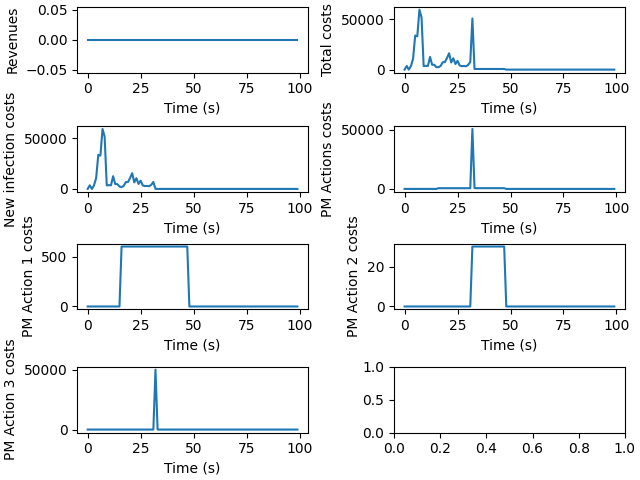 Revenues
0.05
0.00
−0.05
0 25 50 75 100
Time (s)
Total costs
50000
0
0 25 50 75 100
Time (s)
New infection costs
50000
0
0 25 50 75 100
Time (s)
PM Actions costs
50000
0
0 25 50 75 100
Time (s)
PM Action 1 costs
500
0
0 25 50 75 100
Time (s)
PM Action 2 costs
20
0
0 25 50 75 100
Time (s)
PM Action 3 costs
50000
0
0 25 50 75 100
Time (s)
1.0
0.5
0.0
0.0 0.2 0.4 0.6 0.8 1.0